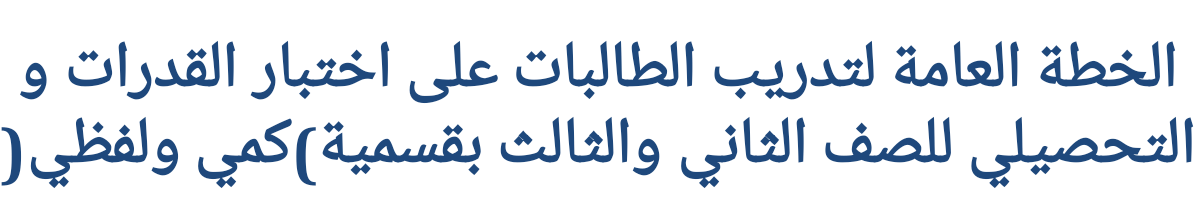 الخطة العامة لتدريب الطالبات على اختبار القدرات و
التحصيلي للصف الثاني والثالث بقسمية)كمي ولفظي(